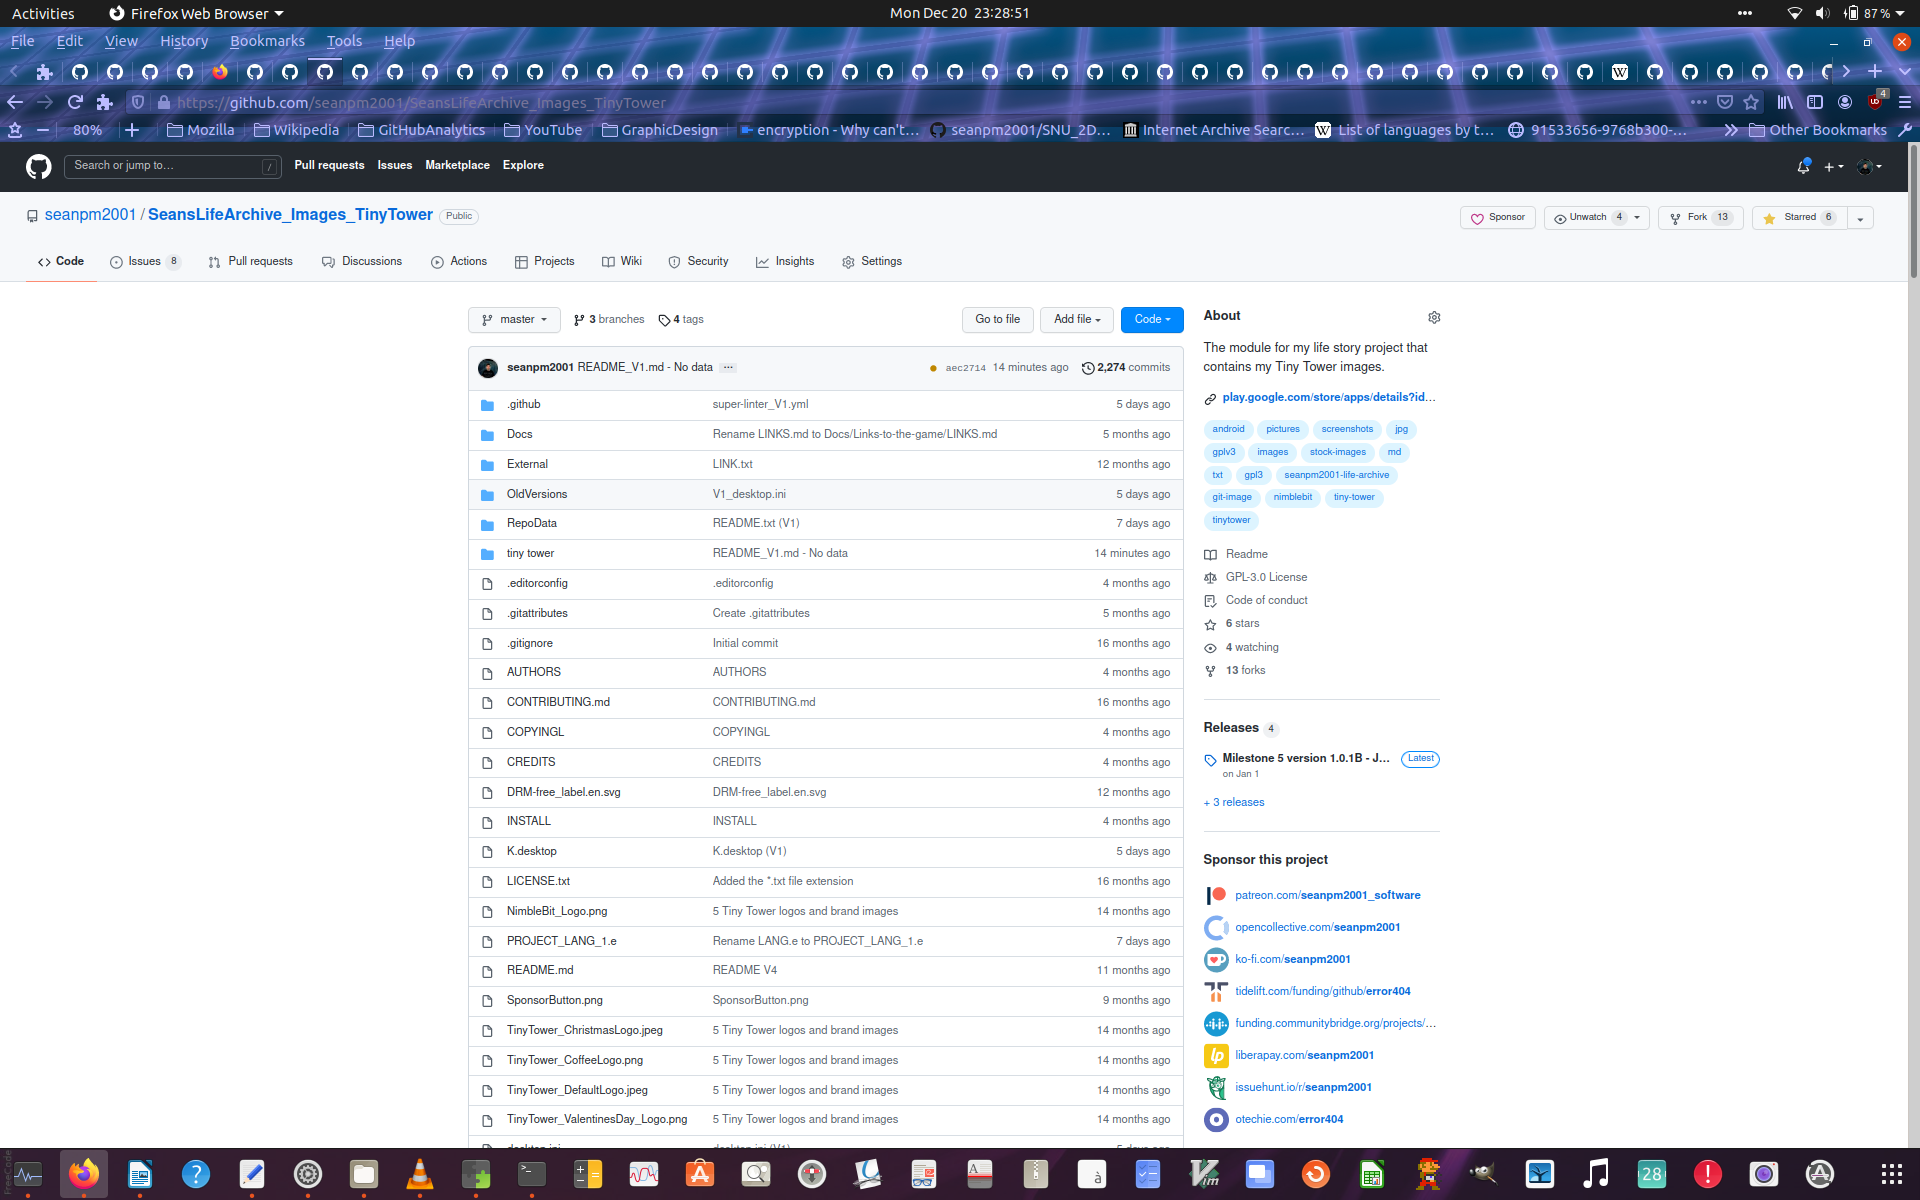 Activities Firefox Web Browser Mon Dec 20 23:28:51 87 %
File Edit View History Bookmarks Tools Help
https://github.com/seanpm2001/SeansLifeArchive_Images_TinyTower 4
80% Mozilla Wikipedia GitHubAnalytics YouTube GraphicDesign encryption - Why can't… seanpm2001/SNU_2D… Internet Archive Searc… List of languages by t… 91533656-9768b300-… Other Bookmarks
Search or jump to… / Pull requests Issues Marketplace Explore
seanpm2001 / SeansLifeArchive_Images_TinyTower Public Sponsor Unwatch 4 Fork 13 Starred 6
Code Issues 8 Pull requests Discussions Actions Projects Wiki Security Insights Settings
master 3 branches 4 tags Go to file Add file Code
seanpm2001 README_V1.md - No data … aec2714 14 minutes ago 2,274 commits
.github super-linter_V1.yml 5 days ago
Docs Rename LINKS.md to Docs/Links-to-the-game/LINKS.md 5 months ago
External LINK.txt 12 months ago
OldVersions V1_desktop.ini 5 days ago
RepoData README.txt (V1) 7 days ago
tiny tower README_V1.md - No data 14 minutes ago
.editorconfig .editorconfig 4 months ago
.gitattributes Create .gitattributes 5 months ago
.gitignore Initial commit 16 months ago
AUTHORS AUTHORS 4 months ago
CONTRIBUTING.md CONTRIBUTING.md 16 months ago
COPYINGL COPYINGL 4 months ago
CREDITS CREDITS 4 months ago
DRM-free_label.en.svg DRM-free_label.en.svg 12 months ago
INSTALL INSTALL 4 months ago
K.desktop K.desktop (V1) 5 days ago
LICENSE.txt Added the *.txt file extension 16 months ago
NimbleBit_Logo.png 5 Tiny Tower logos and brand images 14 months ago
PROJECT_LANG_1.e Rename LANG.e to PROJECT_LANG_1.e 7 days ago
README.md README V4 11 months ago
SponsorButton.png SponsorButton.png 9 months ago
TinyTower_ChristmasLogo.jpeg 5 Tiny Tower logos and brand images 14 months ago
TinyTower_CoffeeLogo.png 5 Tiny Tower logos and brand images 14 months ago
TinyTower_DefaultLogo.jpeg 5 Tiny Tower logos and brand images 14 months ago
TinyTower_ValentinesDay_Logo.png 5 Tiny Tower logos and brand images 14 months ago
desktop.ini desktop.ini (V1) 5 days ago
About
The module for my life story project that
contains my Tiny Tower images.
play.google.com/store/apps/details?id…
android pictures screenshots jpg
gplv3 images stock-images md
txt gpl3 seanpm2001-life-archive
git-image nimblebit tiny-tower
tinytower
Readme
GPL-3.0 License
Code of conduct
6 stars
4 watching
13 forks
Releases 4
Milestone 5 version 1.0.1B - J… Latest
on Jan 1
+ 3 releases
Sponsor this project
patreon.com/seanpm2001_software
opencollective.com/seanpm2001
ko-fi.com/seanpm2001
tidelift.com/funding/github/error404
funding.communitybridge.org/projects/…
liberapay.com/seanpm2001
issuehunt.io/r/seanpm2001
otechie.com/error404
28